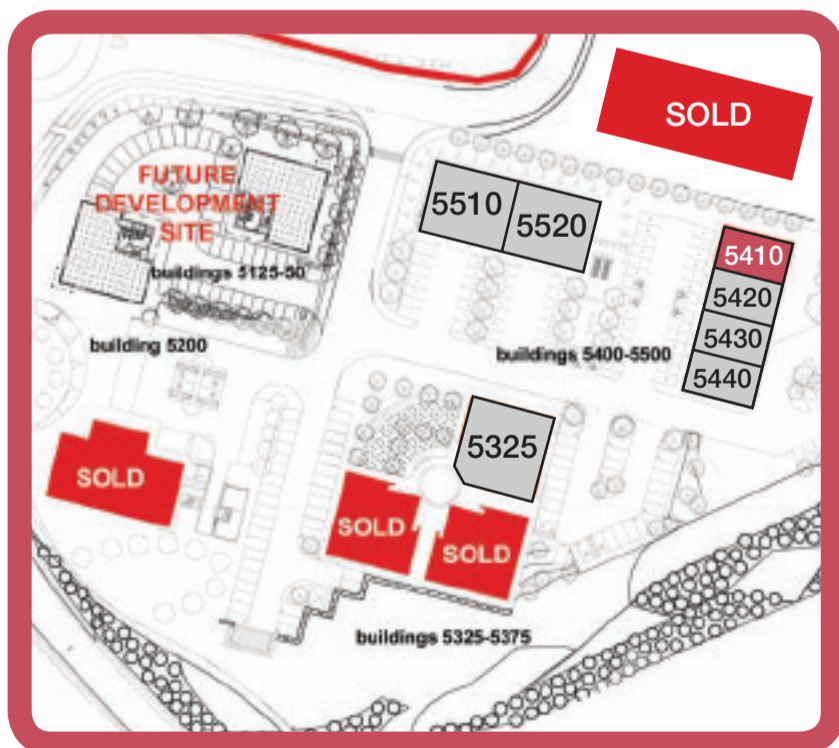 SOLD
FUTURE
DEVELOPMENT
SITE
buildings 5125-50
5510
5520
5410
5420
5430
5440
building 5200
buildings 5400-5500
5325
SOLD
SOLD
SOLD
buildings 5325-5375